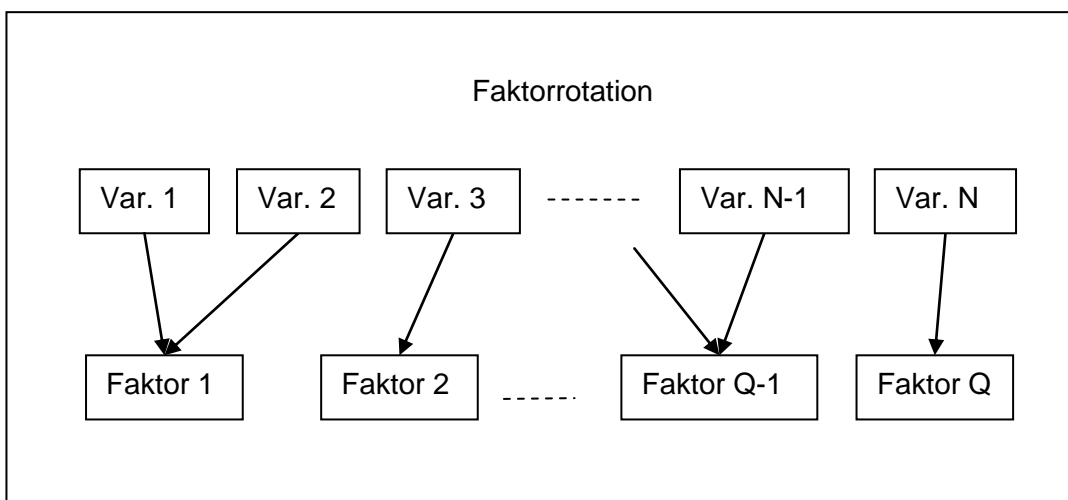 Faktorrotation
Var. 1 Var. 2 Var. 3 Var. N-1 Var. N
Faktor 1 Faktor 2 Faktor Q-1 Faktor Q